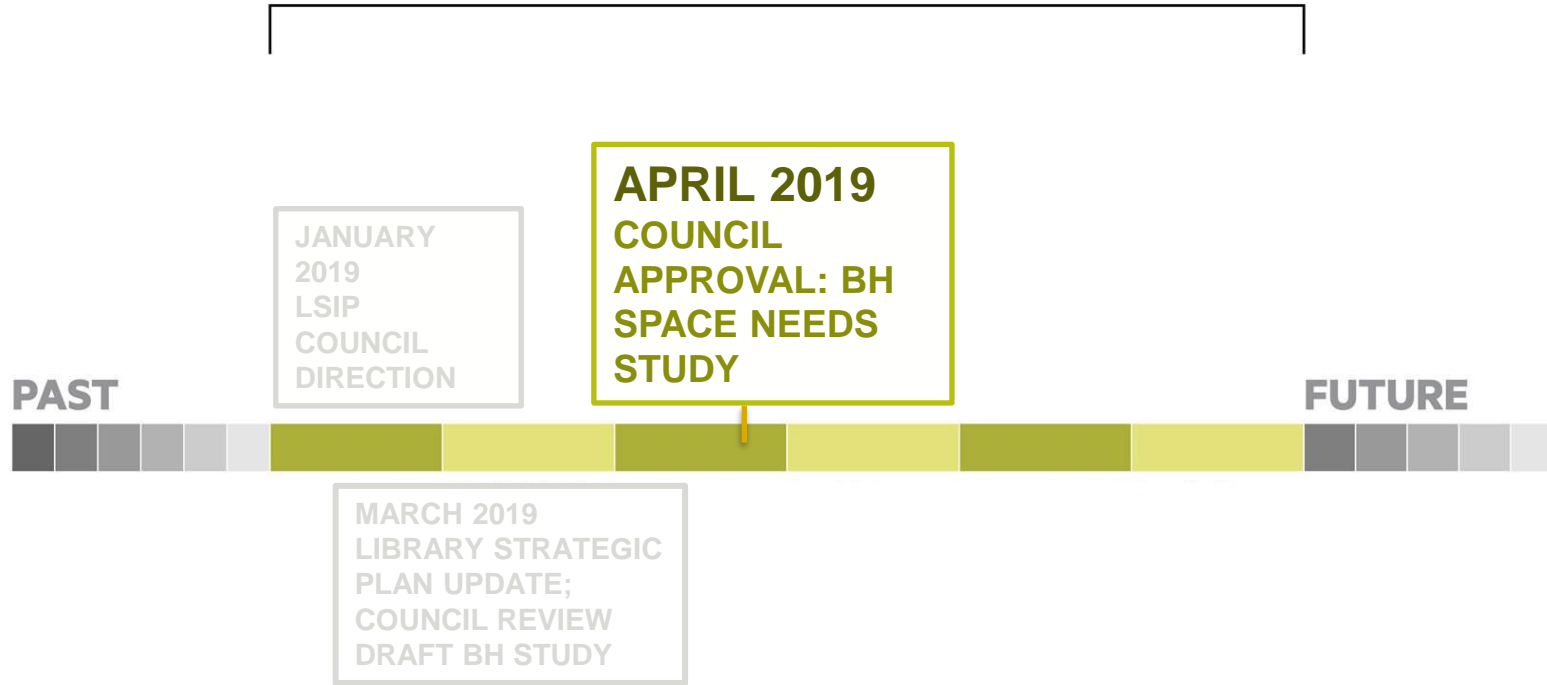 JANUARY
2019
LSIP
COUNCIL
DIRECTION
APRIL 2019
COUNCIL
APPROVAL: BH
SPACE NEEDS
STUDY
PAST
FUTURE
MARCH 2019
LIBRARY STRATEGIC
PLAN UPDATE;
COUNCIL REVIEW
DRAFT BH STUDY